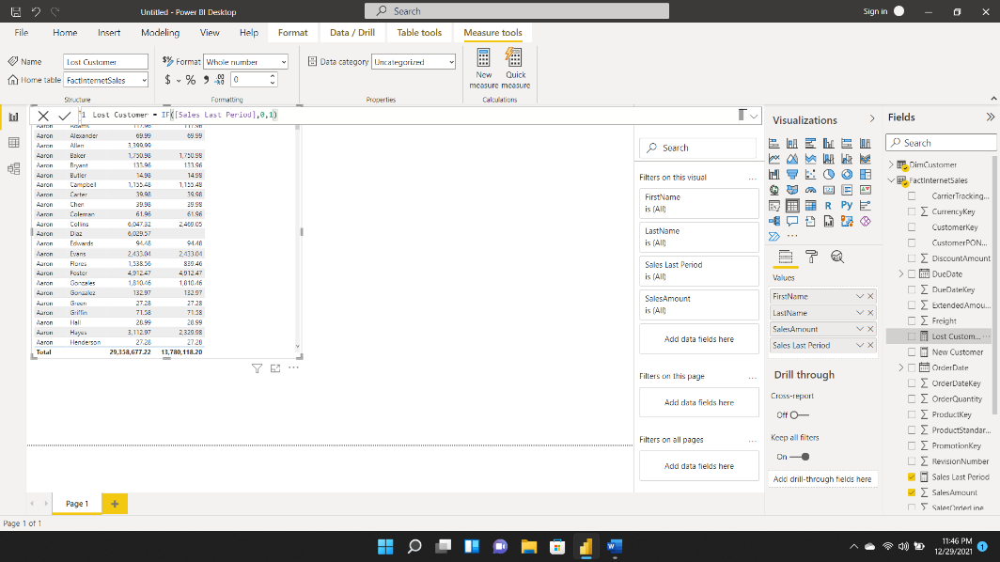 Untitled - Power BI Desktop
Search
Sign in
File Home Insert Modeling View Help Format Data / Drill Table tools Measure tools
Name Lost Customer
Home table FactInternetSales
Structure
Format Whole number
$ % 9 .00 0
Formatting
Data category Uncategorized
Properties
New measure
Quick measure
Calculations
1 Lost Customer = IF([Sales Last Period],0,1)
Aaron Adams 117.96 117.96
Aaron Alexander 69.99 69.99
Aaron Allen 3,399.99
Aaron Baker 1,750.98 1,750.98
Aaron Bryant 133.96 133.96
Aaron Butler 14.98 14.98
Aaron Campbell 1,155.48 1,155.48
Aaron Carter 39.98 39.98
Aaron Chen 39.98 39.98
Aaron Coleman 61.96 61.96
Aaron Collins 6,047.32 2,469.05
Aaron Diaz 6,029.57
Aaron Edwards 94.48 94.48
Aaron Evans 2,433.04 2,433.04
Aaron Flores 1,538.56 839.46
Aaron Foster 4,912.47 4,912.47
Aaron Gonzales 1,810.46 1,810.46
Aaron Gonzalez 132.97 132.97
Aaron Green 27.28 27.28
Aaron Griffin 71.58 71.58
Aaron Hall 28.99 28.99
Aaron Hayes 3,112.97 2,329.98
Aaron Henderson 27.28 27.28
Total 29,358,677.22 13,780,118.20
Search
Filters on this visual ...
FirstName
is (All)
LastName
is (All)
Sales Last Period
is (All)
SalesAmount
is (All)
Add data fields here
Filters on this page ...
Add data fields here
Filters on all pages ...
Add data fields here
Visualizations
R Py
...
Values
FirstName
LastName
SalesAmount
Sales Last Period
Drill through
Cross-report
Off
Keep all filters
On
Add drill-through fields here
Fields
Search
DimCustomer
FactInternetSales
CarrierTracking...
CurrencyKey
CustomerKey
CustomerPON...
DiscountAmount
DueDate
DueDateKey
ExtendedAmou...
Freight
Lost Custom... ...
New Customer
OrderDate
OrderDateKey
OrderQuantity
ProductKey
ProductStandar...
PromotionKey
RevisionNumber
Sales Last Period
SalesAmount
SalesOrderLine
Page 1
Page 1 of 1
11:46 PM
12/29/2021
1